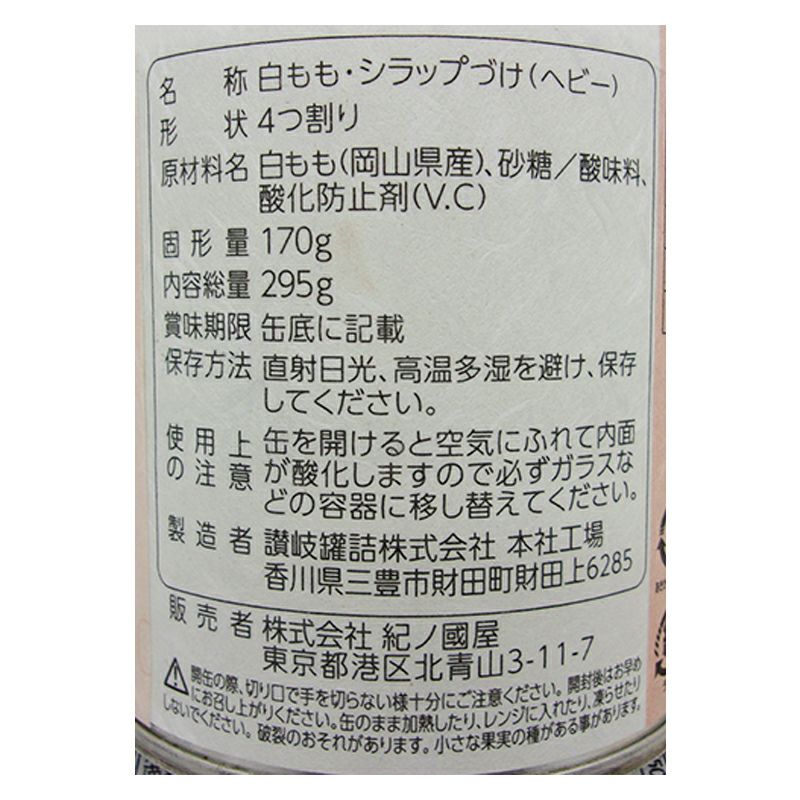 名称 白もも・シラップづけ(ヘビー)
形状 4つ割り
原材料名 白もも(岡山県産)、砂糖/酸味料、
酸化防止剤(V.C)
固形量 170g
内容総量 295g
賞味期限 缶底に記載
保存方法 直射日光、高温多湿を避け、保存
してください。
使用上 缶を開けると空気にふれて内面
の注意 が酸化しますので必ずガラスな
どの容器に移し替えてください。
製造者 讃岐罐詰株式会社 本社工場
香川県三豊市財田町財田上6285
販売者 株式会社 紀ノ國屋
東京都港区北青山3-11-7
開缶の際、切り口で手を切らない様十分にご注意ください。開封後はお早め
にお召し上がりください。缶のまま加熱したり、レンジに入れたり、凍らせたり
しないでください。破裂のおそれがあります。小さな果実の種がある事があります。